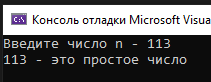 Консоль отладки Microsoft Visua
Введите число n - 113
113 - это простое число